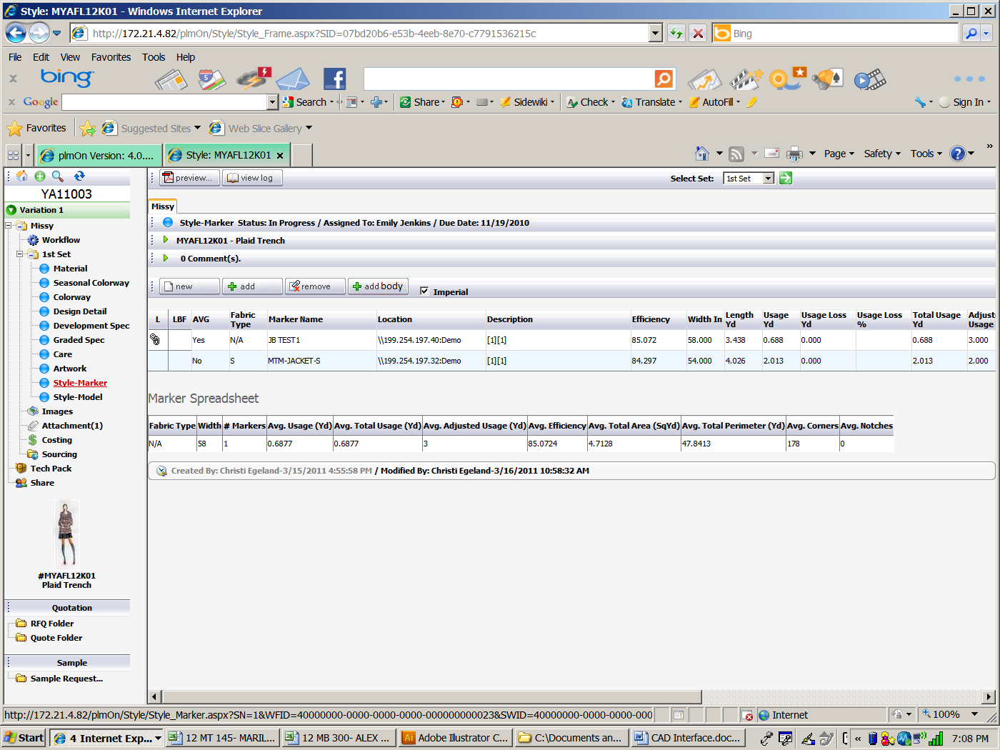 Style: MYAFL12K01 - Windows Internet Explorer
http://172.21.4.82/plmOn/Style/Style_Frame.aspx?SID=07bd20b6-e53b-4eeb-8e70-c7791536215c
Bing
File Edit View Favorites Tools Help
x bing
x Google Search Share Sidewiki Check Translate AutoFill Sign In
Favorites Suggested Sites Web Slice Gallery
plmOn Version: 4.0.... Style: MYAFL12K01 x Page Safety Tools »
preview... view log Select Set: 1st Set
YA11003
Variation 1
Missy
Workflow
1st Set
Material
Seasonal Colorway
Colorway
Design Detail
Development Spec
Graded Spec
Care
Artwork
Style-Marker
Style-Model
Images
Attachment(1)
Costing
Sourcing
Tech Pack
Share
#MYAFL12K01
Plaid Trench
Quotation
RFQ Folder
Quote Folder
Sample
Sample Request...
Missy
Style-Marker Status: In Progress / Assigned To: Emily Jenkins / Due Date: 11/19/2010
MYAFL12K01 - Plaid Trench
0 Comment(s).
new add remove add body Imperial
L LBF AVG Fabric Type Marker Name Location Description Efficiency Width In Length Yd Usage Yd Usage Loss Yd Usage Loss % Total Usage Yd Adjust Usage
Yes N/A JB TEST1 \\199.254.197.40:Demo [1][1] 85.072 58.000 3.438 0.688 0.000 0.688 3.000
No S MTM-JACKET-S \\199.254.197.32:Demo [1][1] 84.297 54.000 4.026 2.013 0.000 2.013 2.000
Marker Spreadsheet
Fabric Type Width # Markers Avg. Usage (Yd) Avg. Total Usage (Yd) Avg. Adjusted Usage (Yd) Avg. Efficiency Avg. Total Area (SqYd) Avg. Total Perimeter (Yd) Avg. Corners Avg. Notches
N/A 58 1 0.6877 0.6877 3 85.0724 4.7128 47.8413 178 0
Created By: Christi Egeland-3/15/2011 4:55:58 PM / Modified By: Christi Egeland-3/16/2011 10:58:32 AM
http://172.21.4.82/plmOn/Style/Style_Marker.aspx?SN=1&WFID=40000000-0000-0000-0000-000000000023&SWID=40000000-0000-0000-000 Internet 100%
Start 4 Internet Exp... 12 MT 145- MARIL... 12 MB 300- ALEX ... Adobe Illustrator C... C:\Documents an... CAD Interface.doc... « 7:08 PM